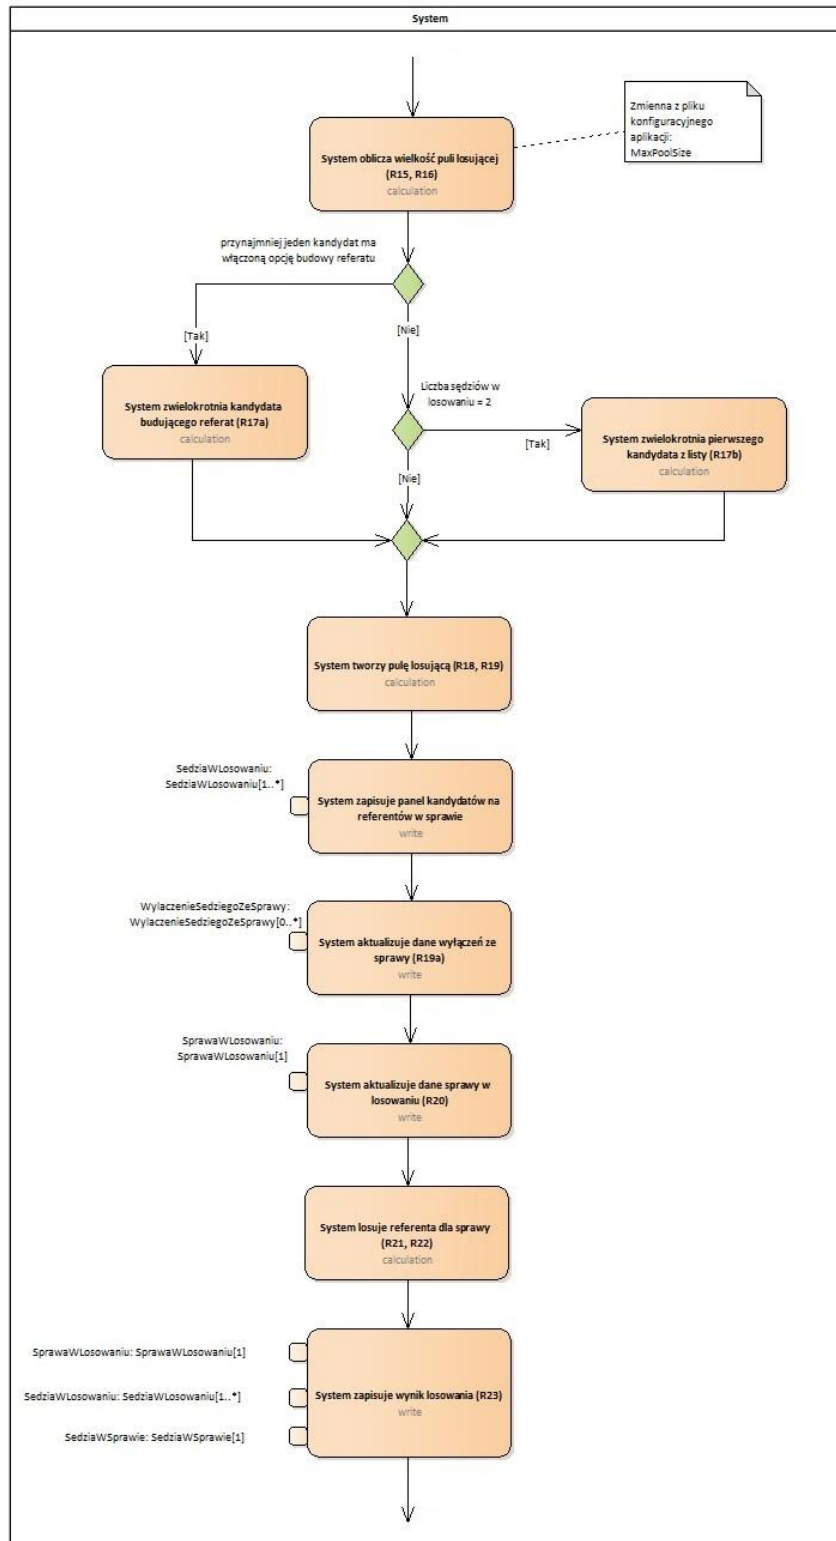 System
Zmienna z pliku
konfiguracyjnego
aplikacji:
MaxPoolSize
System oblicza wielkość puli losującej
(R15, R16)
calculation
przynajmniej jeden kandydat ma
włączoną opcję budowy referatu
[Tak]
[Nie]
System zwielokrotnia kandydata
budującego referat (R17a)
calculation
Liczba sędziów w
losowaniu = 2
[Tak]
[Nie]
System zwielokrotnia pierwszego
kandydata z listy (R17b)
calculation
System tworzy pulę losującą (R18, R19)
calculation
SedziaWLosowaniu:
SedziaWLosowaniu[1..*]
System zapisuje panel kandydatów na
referentów w sprawie
write
WylaczenieSedziegoZeSprawy:
WylaczenieSedziegoZeSprawy[0..*]
System aktualizuje dane wyłączeń ze
sprawy (R19a)
write
SprawaWLosowaniu:
SprawaWLosowaniu[1]
System aktualizuje dane sprawy w
losowaniu (R20)
write
System losuje referenta dla sprawy
(R21, R22)
calculation
SprawaWLosowaniu: SprawaWLosowaniu[1]
SedziaWLosowaniu: SedziaWLosowaniu[1..*]
SedziaWSprawie: SedziaWSprawie[1]
System zapisuje wynik losowania (R23)
write